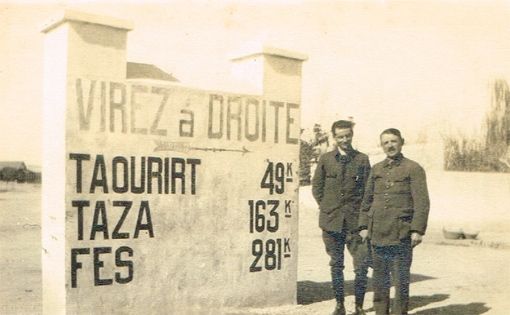 VIREZ à DROITE
TAOURIRT 49K
TAZA 163K
FES 281K